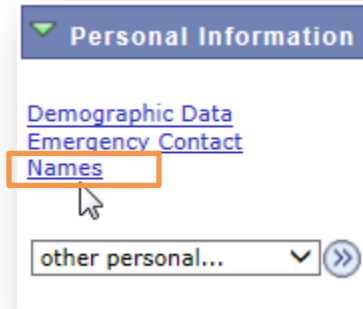 Personal Information
Demographic Data
Emergency Contact
Names
other personal...